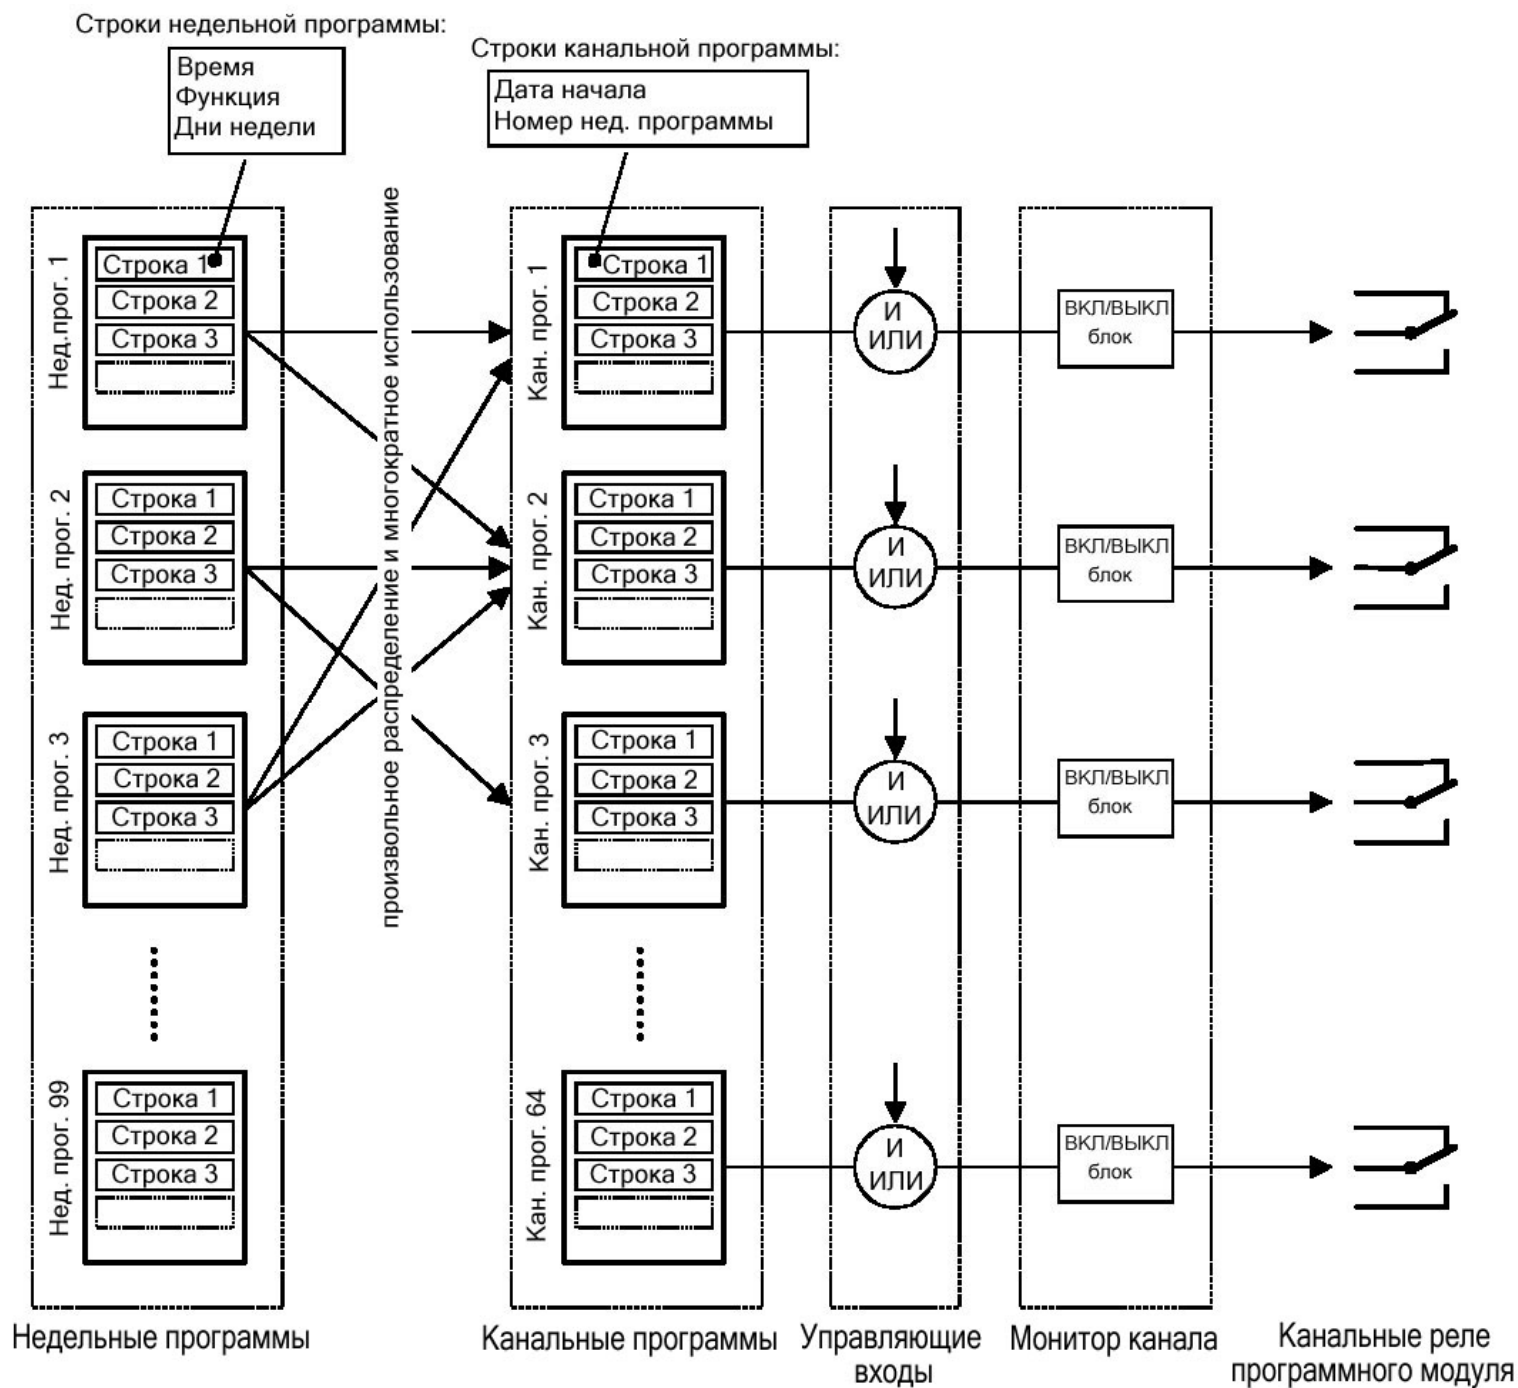 Строки недельной программы:
Время
Функция
Дни недели
Строки канальной программы:
Дата начала
Номер нед. программы
Нед.прог. 1
Строка 1
Строка 2
Строка 3
Нед. прог. 2
Строка 1
Строка 2
Строка 3
Нед. прог. 3
Строка 1
Строка 2
Строка 3
Нед. прог. 99
Строка 1
Строка 2
Строка 3
произвольное распределение и многократное использование
Кан. прог. 1
Строка 1
Строка 2
Строка 3
Кан. прог. 2
Строка 1
Строка 2
Строка 3
Кан. прог. 3
Строка 1
Строка 2
Строка 3
Кан. прог. 64
Строка 1
Строка 2
Строка 3
И
ИЛИ
И
ИЛИ
И
ИЛИ
И
ИЛИ
ВКЛ/ВЫКЛ
блок
ВКЛ/ВЫКЛ
блок
ВКЛ/ВЫКЛ
блок
ВКЛ/ВЫКЛ
блок
Недельные программы
Канальные программы
Управляющие
входы
Монитор канала
Канальные реле
программного модуля